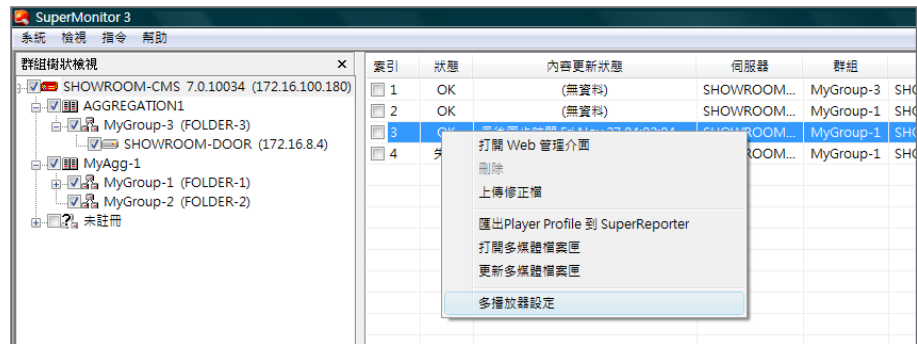 SuperMonitor 3
系統 檢視 指令 幫助
群組樹狀檢視 ×
索引 狀態 內容更新狀態 伺服器 群組
SHOWROOM-CMS 7.0.10034 (172.16.100.180)
AGGREGATION1
MyGroup-3 (FOLDER-3)
SHOWROOM-DOOR (172.16.8.4)
MyAgg-1
MyGroup-1 (FOLDER-1)
MyGroup-2 (FOLDER-2)
未註冊
1 OK (無資料) SHOWROOM... MyGroup-3 SH
2 OK (無資料) SHOWROOM... MyGroup-1 SH
3 OK SHOWROOM... MyGroup-1 SH
4 ROOM... MyGroup-1 SH
打開 Web 管理介面
刪除
上傳修正檔
匯出Player Profile 到 SuperReporter
打開多媒體檔案匣
更新多媒體檔案匣
多播放器設定